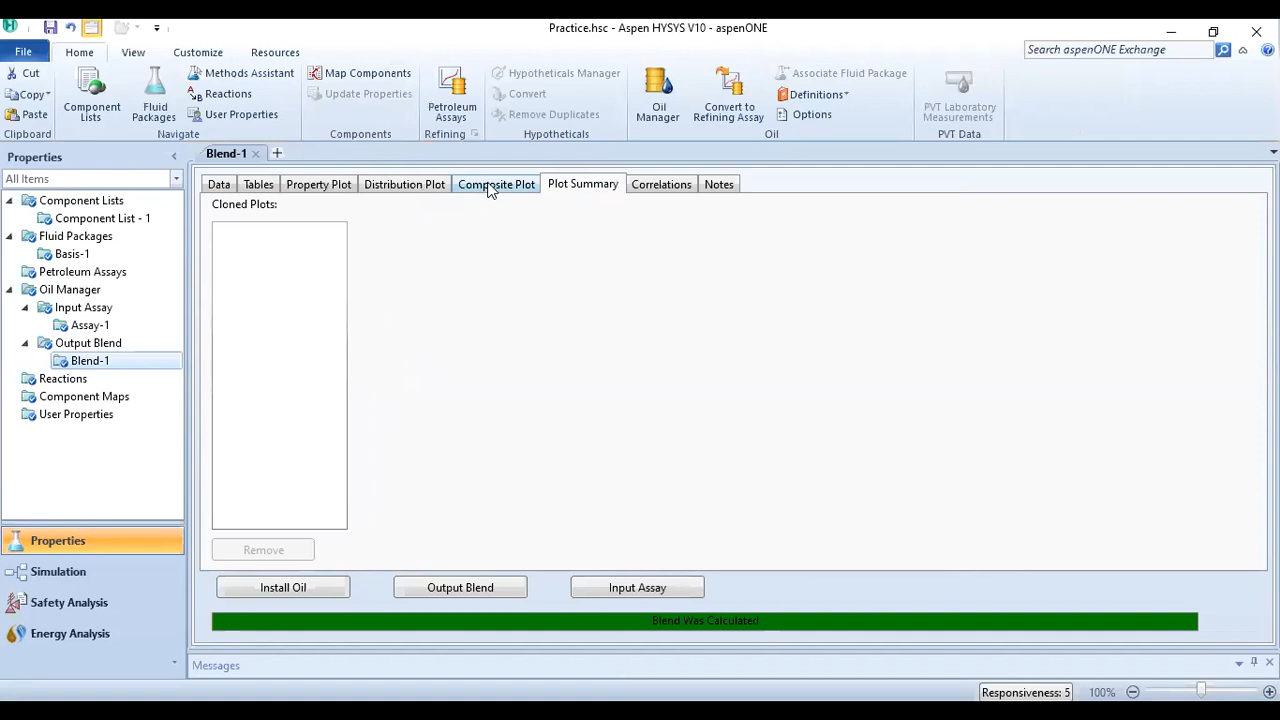 Practice.hsc - Aspen HYSYS V10 - aspenONE
File Home View Customize Resources
Search aspenONE Exchange
Cut
Copy
Paste
Clipboard
Component Lists
Fluid Packages
Methods Assistant
Reactions
User Properties
Navigate
Map Components
Update Properties
Components
Petroleum Assays
Refining
Hypotheticals Manager
Convert
Remove Duplicates
Hypotheticals
Oil Manager
Convert to Refining Assay
Associate Fluid Package
Definitions
Options
Oil
PVT Laboratory Measurements
PVT Data
Properties
All Items
Component Lists
Component List - 1
Fluid Packages
Basis-1
Petroleum Assays
Oil Manager
Input Assay
Assay-1
Output Blend
Blend-1
Reactions
Component Maps
User Properties
Properties
Simulation
Safety Analysis
Energy Analysis
Blend-1
Data Tables Property Plot Distribution Plot Composite Plot Plot Summary Correlations Notes
Cloned Plots:
Remove
Install Oil Output Blend Input Assay
Blend Was Calculated
Messages
Responsiveness: 5 100%